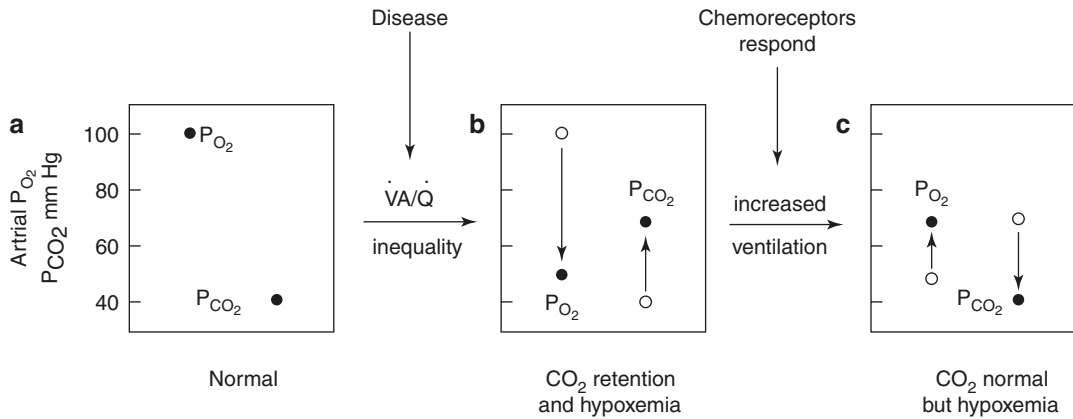 Disease
Chemoreceptors
respond
a
b
c
Artrial PO2
PCO2 mm Hg
100
80
60
40
PO2
PCO2
V̇A/Q̇
inequality
PCO2
PO2
increased
ventilation
PO2
PCO2
Normal
CO2 retention
and hypoxemia
CO2 normal
but hypoxemia